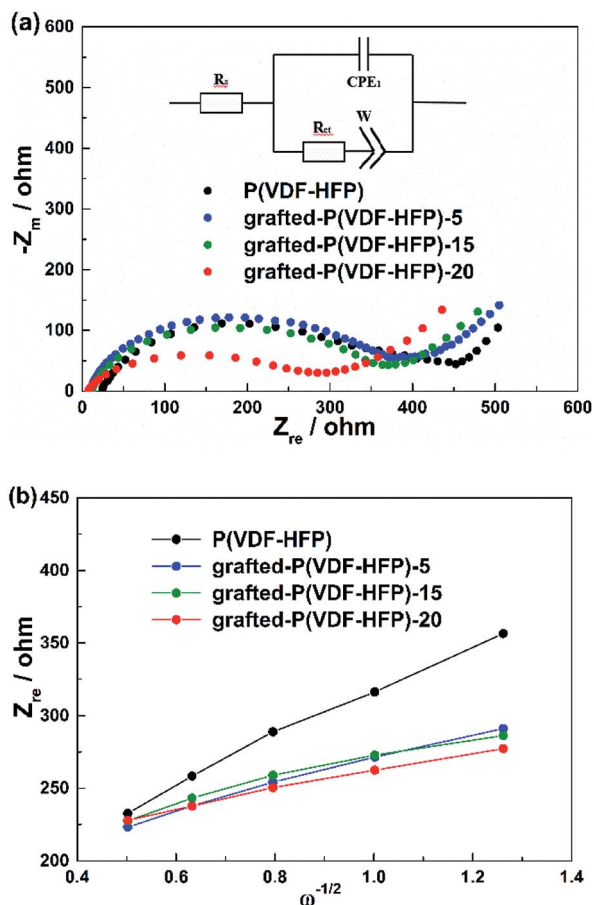 (a)
600
500
400
300
200
100
0
-Zm / ohm
Rs
CPE1
W
Rct
P(VDF-HFP)
grafted-P(VDF-HFP)-5
grafted-P(VDF-HFP)-15
grafted-P(VDF-HFP)-20
0 100 200 300 400 500 600
Zre / ohm
(b)
450
400
350
300
250
200
Zre / ohm
P(VDF-HFP)
grafted-P(VDF-HFP)-5
grafted-P(VDF-HFP)-15
grafted-P(VDF-HFP)-20
0.4 0.6 0.8 1.0 1.2 1.4
ω-1/2